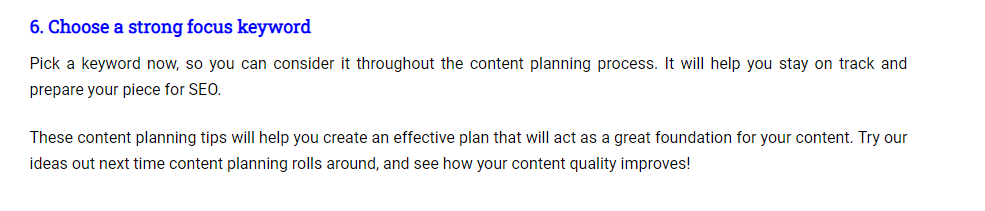 6. Choose a strong focus keyword
Pick a keyword now, so you can consider it throughout the content planning process. It will help you stay on track and
prepare your piece for SEO.
These content planning tips will help you create an effective plan that will act as a great foundation for your content. Try our
ideas out next time content planning rolls around, and see how your content quality improves!